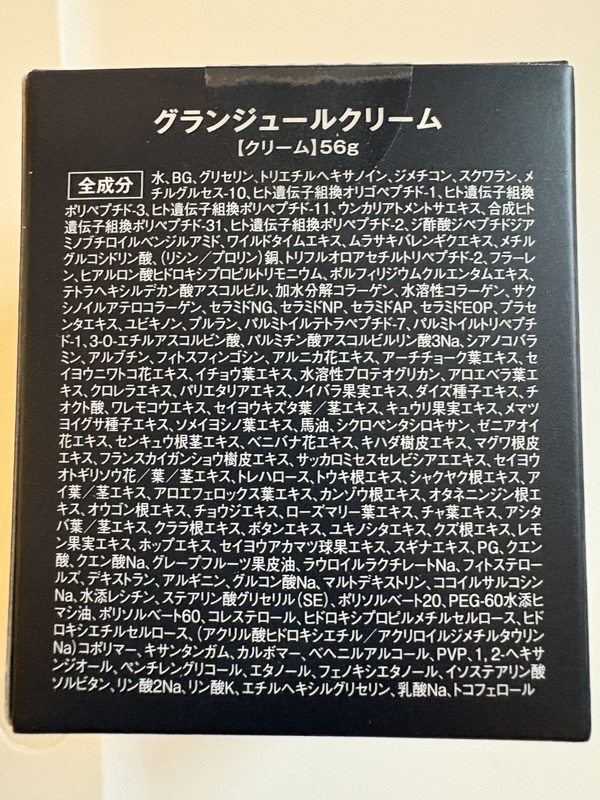 グランジュールクリーム
【クリーム】56g
全成分 水、BG、グリセリン、トリエチルヘキサノイン、ジメチコン、スクワラン、メ
チルグルセス-10、ヒト遺伝子組換オリゴペプチド-1、ヒト遺伝子組換
ポリペプチド-3、ヒト遺伝子組換ポリペプチド-11、ウンカリアトメントサエキス、合成ヒト
遺伝子組換ポリペプチド-31、ヒト遺伝子組換ポリペプチド-2、ジ酢酸ジペプチドジア
ミノブチロイルベンジルアミド、ワイルドタイムエキス、ムラサキバレンギクエキス、メチル
グルコシドリン酸、(リシン/プロリン)銅、トリフルオロアセチルトリペプチド-2、フラーレ
ン、ヒアルロン酸ヒドロキシプロピルトリモニウム、ポルフィリジウムクルエンタムエキス、
テトラヘキシルデカン酸アスコルビル、加水分解コラーゲン、水溶性コラーゲン、サク
シノイルアテロコラーゲン、セラミドNG、セラミドNP、セラミドAP、セラミドEOP、プラセ
ンタエキス、ユビキノン、プルラン、パルミトイルテトラペプチド-7、パルミトイルトリペプチ
ド-1、3-O-エチルアスコルビン酸、パルミチン酸アスコルビルリン酸3Na、シアノコバラ
ミン、アルブチン、フィトスフィンゴシン、アルニカ花エキス、アーチチョーク葉エキス、セ
イヨウニワトコ花エキス、イチョウ葉エキス、水溶性プロテオグリカン、アロエベラ葉エ
キス、クロレラエキス、パリエタリアエキス、ノイバラ果実エキス、ダイズ種子エキス、チ
オクト酸、ワレモコウエキス、セイヨウキズタ葉/茎エキス、キュウリ果実エキス、メマツ
ヨイグサ種子エキス、ソメイヨシノ葉エキス、馬油、シクロペンタシロキサン、ゼニアオイ
花エキス、センキュウ根茎エキス、ベニバナ花エキス、キハダ樹皮エキス、マグワ根皮
エキス、フランスカイガンショウ樹皮エキス、サッカロミセスセレビシアエエキス、セイヨウ
オトギリソウ花/葉/茎エキス、トレハロース、トウキ根エキス、シャクヤク根エキス、ア
イ葉/茎エキス、アロエフェロックス葉エキス、カンゾウ根エキス、オタネニンジン根エ
キス、オウゴン根エキス、チョウジエキス、ローズマリー葉エキス、チャ葉エキス、アシタ
バ葉/茎エキス、クララ根エキス、ボタンエキス、ユキノシタエキス、クズ根エキス、レモ
ン果実エキス、ホップエキス、セイヨウアカマツ球果エキス、スギナエキス、PG、クエン
酸、クエン酸Na、グレープフルーツ果皮油、ラウロイルラクチレートNa、フィトステロー
ルズ、デキストラン、アルギニン、グルコン酸Na、マルトデキストリン、ココイルサルコシン
Na、水添レシチン、ステアリン酸グリセリル(SE)、ポリソルベート20、PEG-60水添ヒ
マシ油、ポリソルベート60、コレステロール、ヒドロキシプロピルメチルセルロース、ヒド
ロキシエチルセルロース、(アクリル酸ヒドロキシエチル/アクリロイルジメチルタウリン
Na)コポリマー、キサンタンガム、カルボマー、ベヘニルアルコール、PVP、1,2-ヘキサ
ンジオール、ペンチレングリコール、エタノール、フェノキシエタノール、イソステアリン酸
ソルビタン、リン酸2Na、リン酸K、エチルヘキシルグリセリン、乳酸Na、トコフェロール